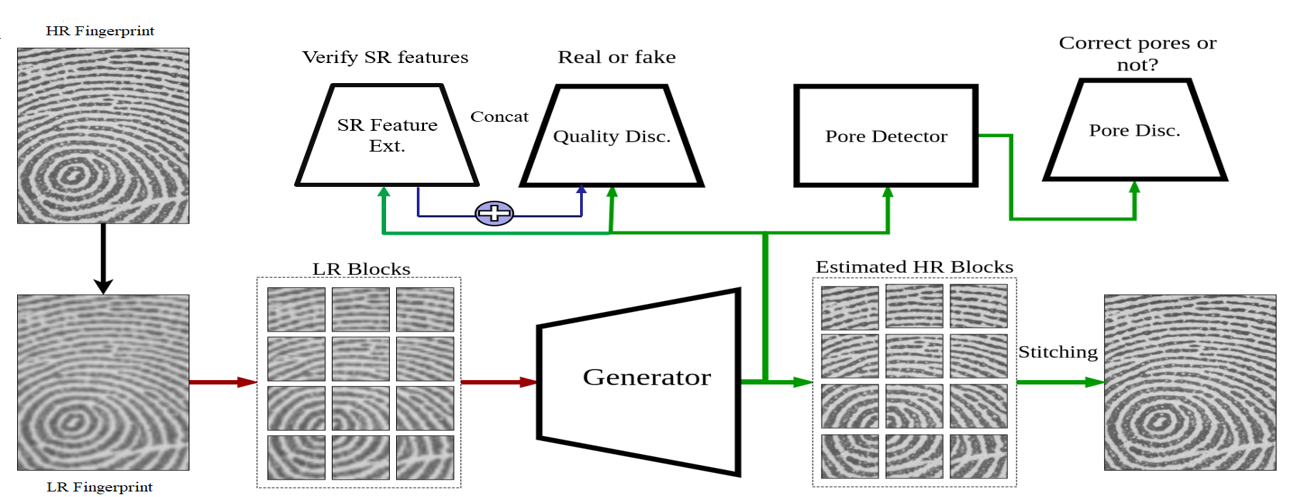 HR Fingerprint
Verify SR features
Real or fake
Correct pores or
not?
SR Feature
Ext.
Concat
Quality Disc.
Pore Detector
Pore Disc.
LR Blocks
Estimated HR Blocks
Generator
Stitching
LR Fingerprint